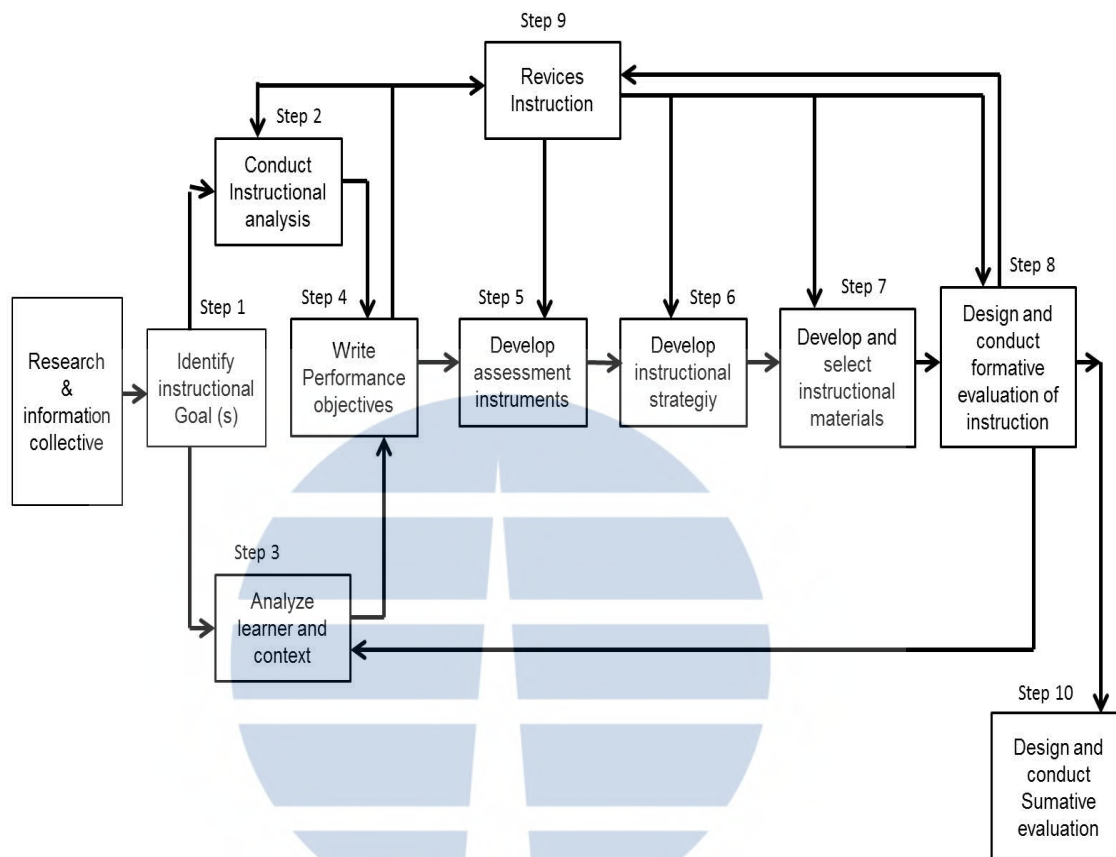 Step 9
Revices
Instruction
Step 2
Conduct
Instructional
analysis
Research
&
information
collective
Step 1
Identify
instructional
Goal (s)
Step 4
Write
Performance
objectives
Step 5
Develop
assessment
instruments
Step 6
Develop
instructional
strategiy
Step 7
Develop and
select
instructional
materials
Step 8
Design and
conduct
formative
evaluation of
instruction
Step 3
Analyze
learner and
context
Step 10
Design and
conduct
Sumative
evaluation